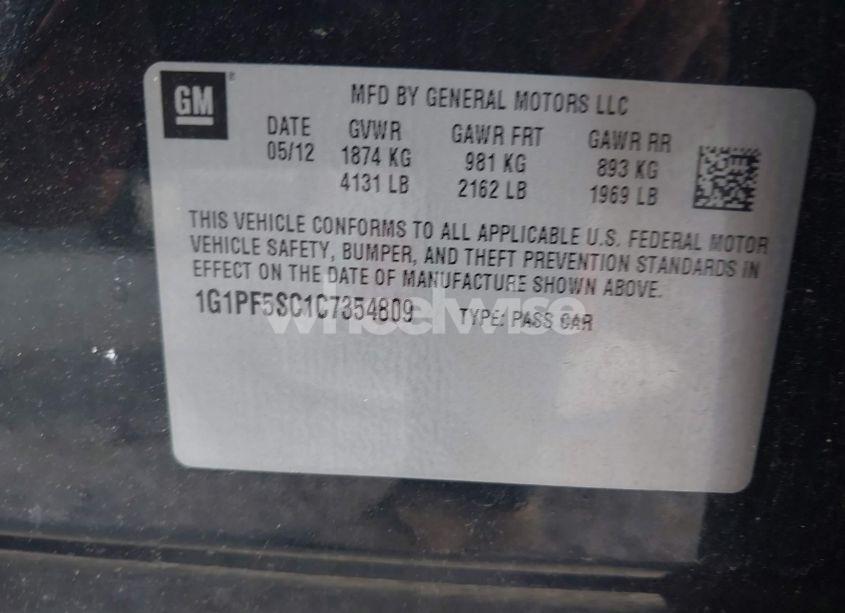 GM®
MFD BY GENERAL MOTORS LLC
DATE GVWR GAWR FRT GAWR RR
05/12 1874 KG 981 KG 893 KG
4131 LB 2162 LB 1969 LB
THIS VEHICLE CONFORMS TO ALL APPLICABLE U.S. FEDERAL MOTOR
VEHICLE SAFETY, BUMPER, AND THEFT PREVENTION STANDARDS IN
EFFECT ON THE DATE OF MANUFACTURE SHOWN ABOVE.
1G1PF5SC1C7354809 TYPE: PASS CAR
wheelwise